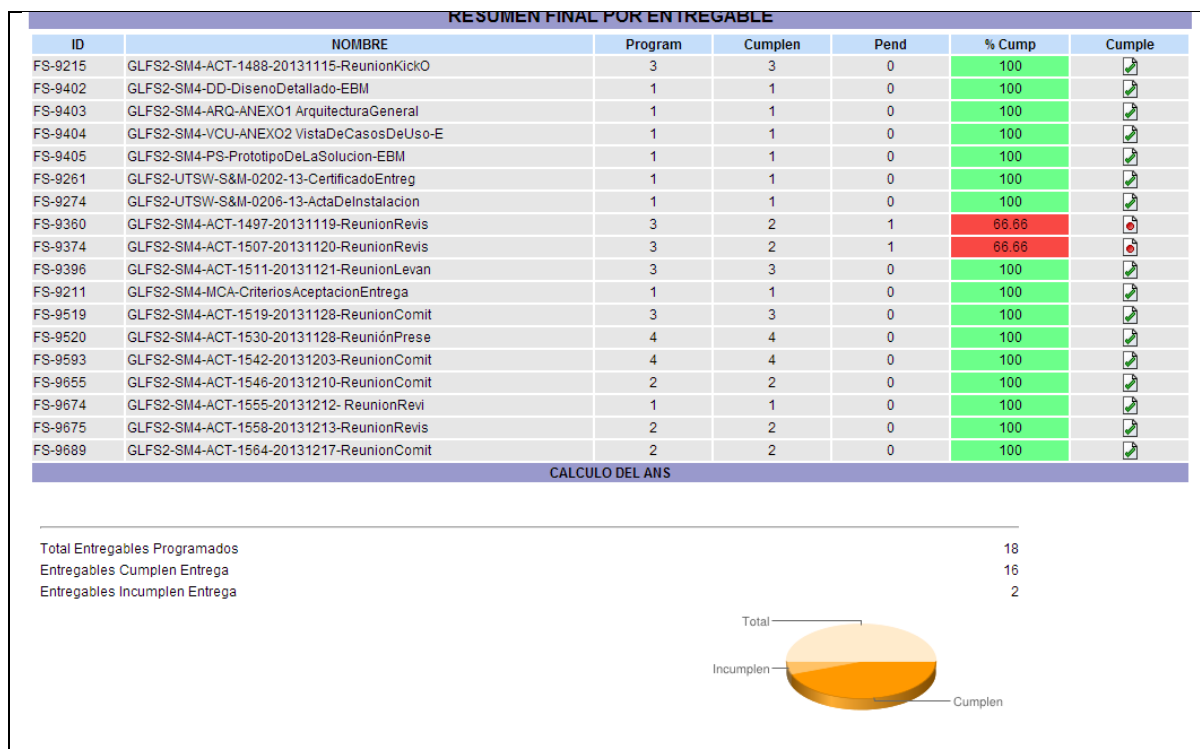 RESUMEN FINAL POR ENTREGABLE
ID NOMBRE Program Cumplen Pend % Cump Cumple
FS-9215 GLFS2-SM4-ACT-1488-20131115-ReunionKickO 3 3 0 100
FS-9402 GLFS2-SM4-DD-DisenoDetallado-EBM 1 1 0 100
FS-9403 GLFS2-SM4-ARQ-ANEXO1 ArquitecturaGeneral 1 1 0 100
FS-9404 GLFS2-SM4-VCU-ANEXO2 VistaDeCasosDeUso-E 1 1 0 100
FS-9405 GLFS2-SM4-PS-PrototipoDeLaSolucion-EBM 1 1 0 100
FS-9261 GLFS2-UTSW-S&M-0202-13-CertificadoEntreg 1 1 0 100
FS-9274 GLFS2-UTSW-S&M-0206-13-ActaDeInstalacion 1 1 0 100
FS-9360 GLFS2-SM4-ACT-1497-20131119-ReunionRevis 3 2 1 66.66
FS-9374 GLFS2-SM4-ACT-1507-20131120-ReunionRevis 3 2 1 66.66
FS-9396 GLFS2-SM4-ACT-1511-20131121-ReunionLevan 3 3 0 100
FS-9211 GLFS2-SM4-MCA-CriteriosAceptacionEntrega 1 1 0 100
FS-9519 GLFS2-SM4-ACT-1519-20131128-ReunionComit 3 3 0 100
FS-9520 GLFS2-SM4-ACT-1530-20131128-ReuniónPrese 4 4 0 100
FS-9593 GLFS2-SM4-ACT-1542-20131203-ReunionComit 4 4 0 100
FS-9655 GLFS2-SM4-ACT-1546-20131210-ReunionComit 2 2 0 100
FS-9674 GLFS2-SM4-ACT-1555-20131212- ReunionRevi 1 1 0 100
FS-9675 GLFS2-SM4-ACT-1558-20131213-ReunionRevis 2 2 0 100
FS-9689 GLFS2-SM4-ACT-1564-20131217-ReunionComit 2 2 0 100
CALCULO DEL ANS
Total Entregables Programados 18
Entregables Cumplen Entrega 16
Entregables Incumplen Entrega 2
Total
Incumplen
Cumplen